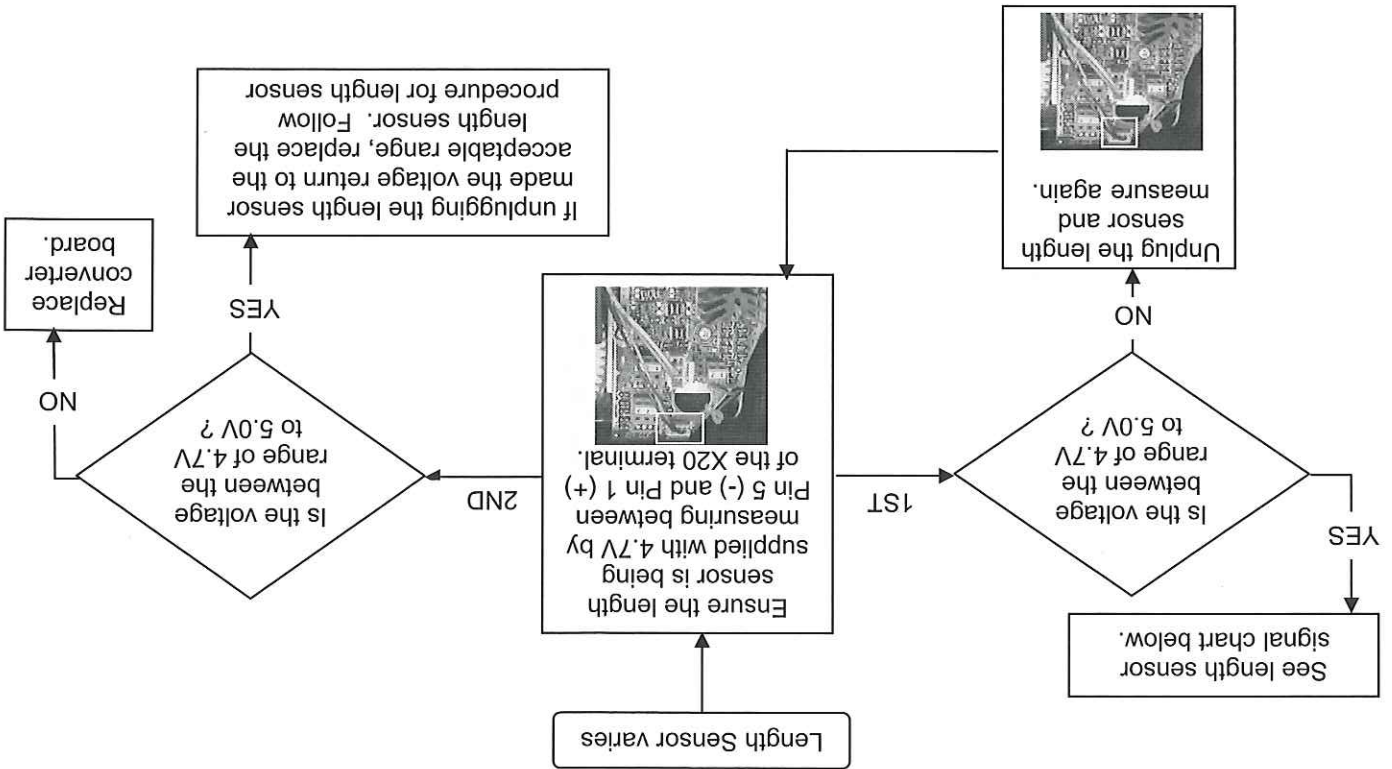 Length Sensor varies
Ensure the length
sensor is being
supplied with 4.7V by
measuring between
Pin 5 (-) and Pin 1 (+)
of the X20 terminal.
1ST
Is the voltage
between the
range of 4.7V
to 5.0V ?
YES
See length sensor
signal chart below.
NO
Unplug the length
sensor and
measure again.
2ND
Is the voltage
between the
range of 4.7V
to 5.0V ?
YES
If unplugging the length sensor
made the voltage return to the
acceptable range, replace the
length sensor. Follow
procedure for length sensor
NO
Replace
converter
board.